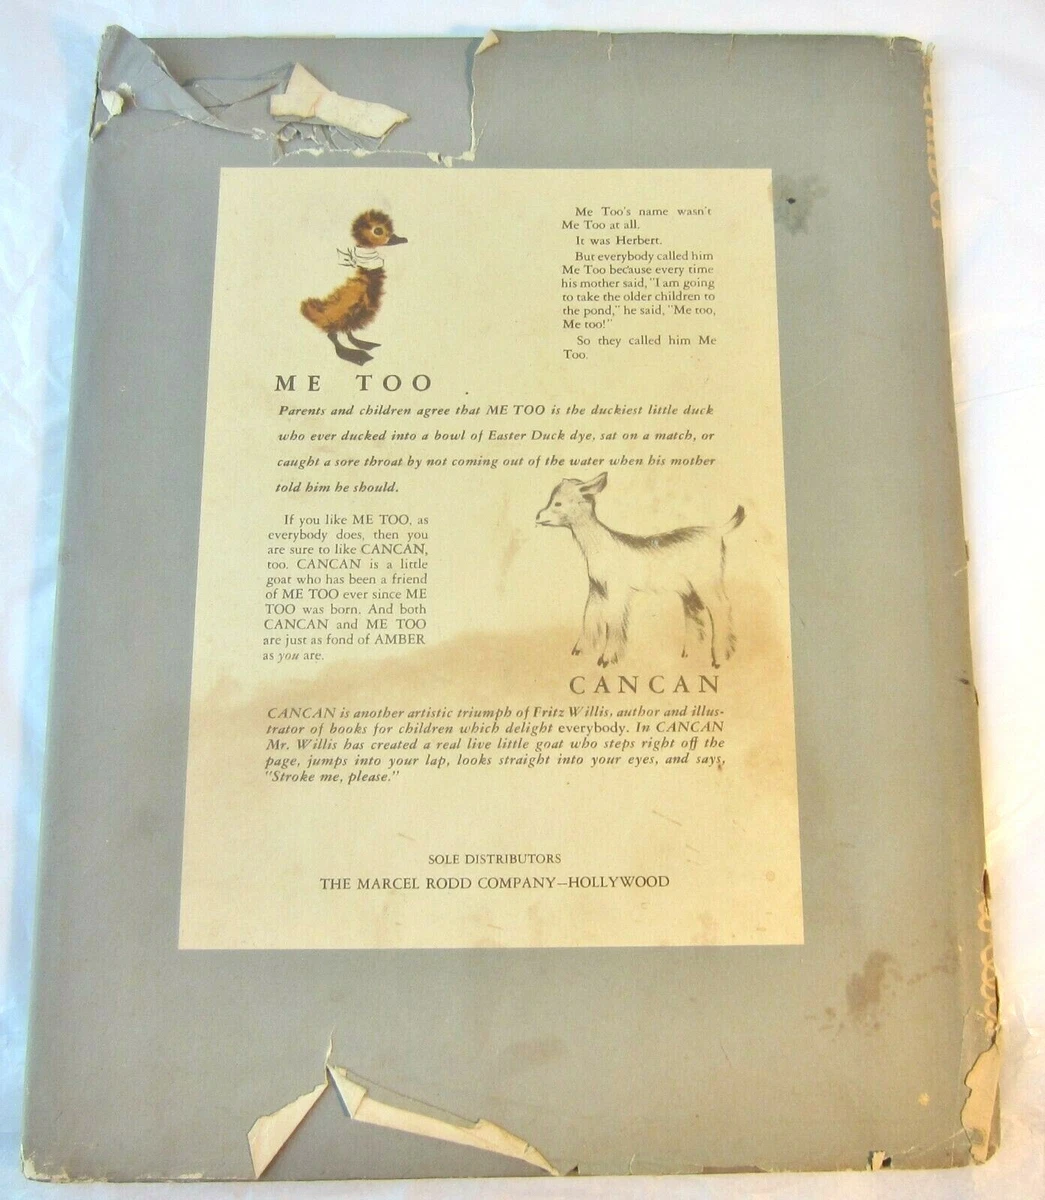 Me Too's name wasn't
Me Too at all.
It was Herbert.
But everybody called him
Me Too because every time
his mother said, "I am going
to take the older children to
the pond," he said, "Me too,
Me too!"
So they called him Me
Too.
ME TOO
Parents and children agree that ME TOO is the duckiest little duck
who ever ducked into a bowl of Easter Duck dye, sat on a match, or
caught a sore throat by not coming out of the water when his mother
told him he should.
If you like ME TOO, as
everybody does, then you
are sure to like CANCAN,
too. CANCAN is a little
goat who has been a friend
of ME TOO ever since ME
TOO was born. And both
CANCAN and ME TOO
are just as fond of AMBER
as you are.
CANCAN
CANCAN is another artistic triumph of Fritz Willis, author and illus-
trator of books for children which delight everybody. In CANCAN
Mr. Willis has created a real live little goat who steps right off the
page, jumps into your lap, looks straight into your eyes, and says,
"Stroke me, please."
SOLE DISTRIBUTORS
THE MARCEL RODD COMPANY—HOLLYWOOD